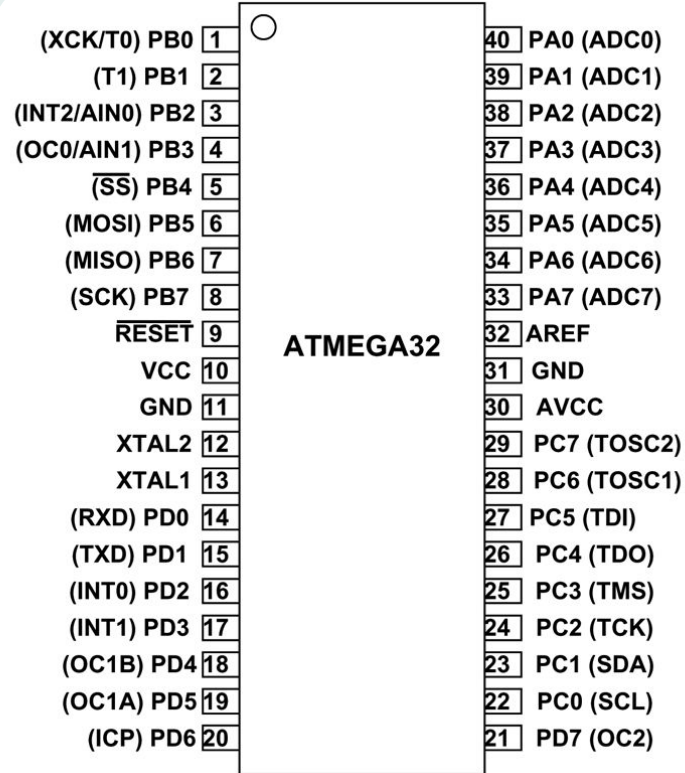 (XCK/T0) PB0 1
(T1) PB1 2
(INT2/AIN0) PB2 3
(OC0/AIN1) PB3 4
(SS) PB4 5
(MOSI) PB5 6
(MISO) PB6 7
(SCK) PB7 8
RESET 9
VCC 10
GND 11
XTAL2 12
XTAL1 13
(RXD) PD0 14
(TXD) PD1 15
(INT0) PD2 16
(INT1) PD3 17
(OC1B) PD4 18
(OC1A) PD5 19
(ICP) PD6 20
ATMEGA32
40 PA0 (ADC0)
39 PA1 (ADC1)
38 PA2 (ADC2)
37 PA3 (ADC3)
36 PA4 (ADC4)
35 PA5 (ADC5)
34 PA6 (ADC6)
33 PA7 (ADC7)
32 AREF
31 GND
30 AVCC
29 PC7 (TOSC2)
28 PC6 (TOSC1)
27 PC5 (TDI)
26 PC4 (TDO)
25 PC3 (TMS)
24 PC2 (TCK)
23 PC1 (SDA)
22 PC0 (SCL)
21 PD7 (OC2)